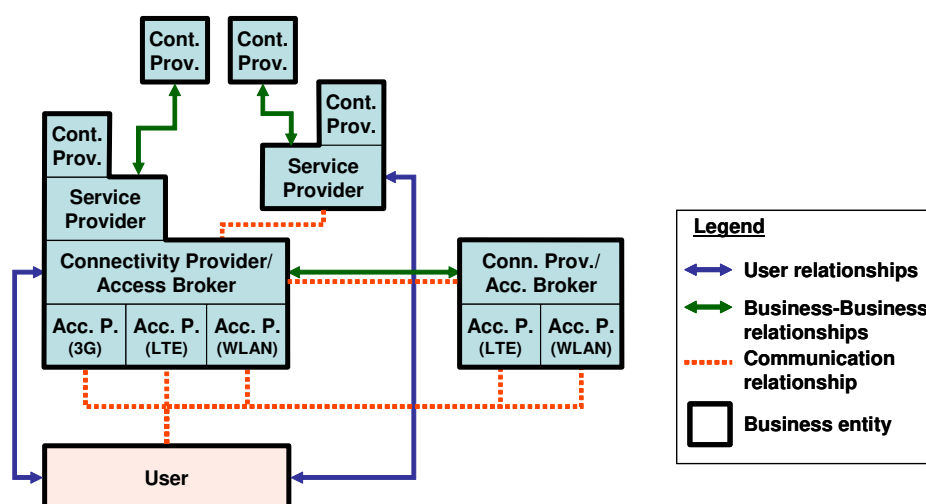 Cont.
Prov.
Cont.
Prov.
Cont.
Prov.
Cont.
Prov.
Service
Provider
Service
Provider
Connectivity Provider/
Access Broker
Conn. Prov./
Acc. Broker
Acc. P.
(3G)
Acc. P.
(LTE)
Acc. P.
(WLAN)
Acc. P.
(LTE)
Acc. P.
(WLAN)
User
Legend
User relationships
Business-Business
relationships
Communication
relationship
Business entity